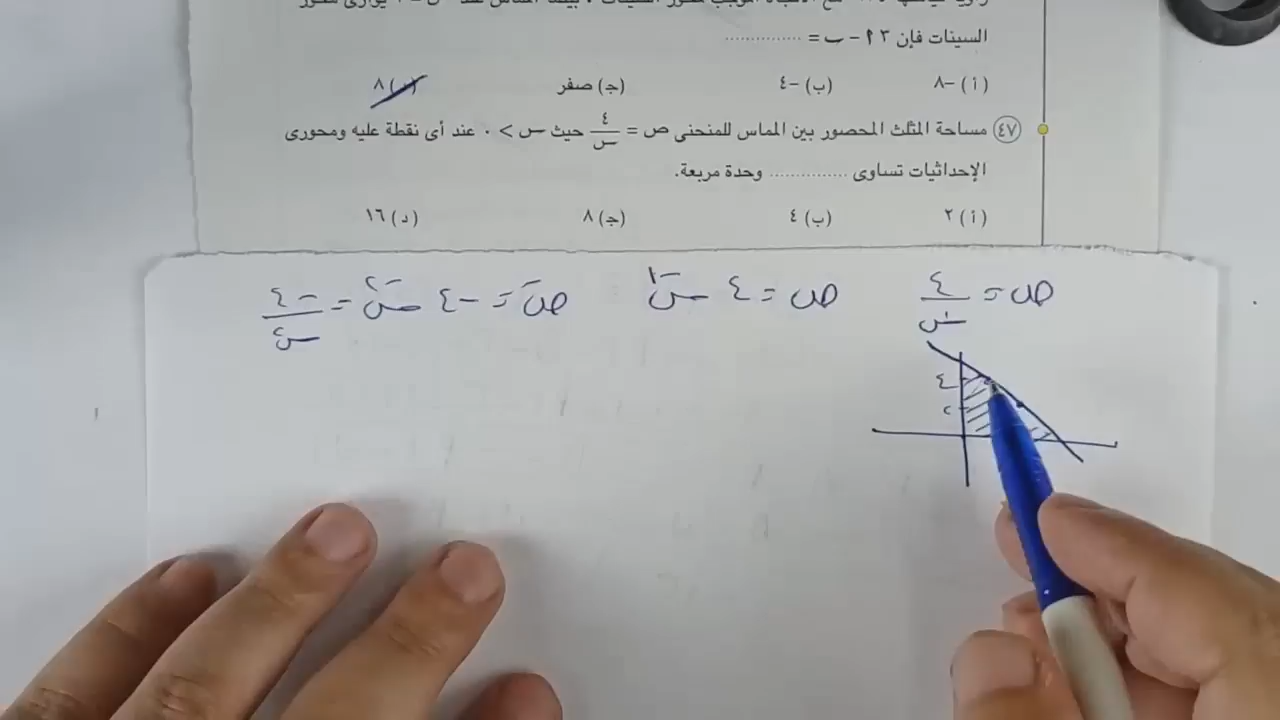 السينات فإن ٣ ٢ - ب = ..............
(أ) -٨ (ب) -٤ (جـ) صفر (د) ٨
٤٧ مساحة المثلث المحصور بين المماس للمنحنى ص = ٤/س حيث س > ٠ عند أى نقطة عليه ومحورى
الإحداثيات تساوى .............. وحدة مربعة.
(أ) ٢ (ب) ٤ (جـ) ٨ (د) ١٦
ص = ٤/س ص = ٤ س⁻¹ صَ = -٤ س⁻² = -٤/س²
٤
٢